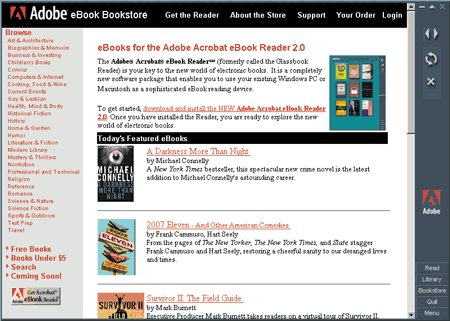 Adobe eBook Bookstore Get the Reader About the Store Support Your Order Login
Browse
Art & Architecture
Biographies & Memoirs
Business & Investing
Children's Books
Comics
Computers & Internet
Cooking, Food & Wine
Current Events
Gay & Lesbian
Health, Mind & Body
Historical Fiction
History
Home & Garden
Horror
Literature & Fiction
Modern Library
Mystery & Thrillers
Nonfiction
Professional and Technical
Religion
Reference
Romance
Science & Nature
Science Fiction
Sports & Outdoors
Test Prep
Travel
Free Books
Books Under $5
Search
Coming Soon!
Get Acrobat
eBook Reader
eBooks for the Adobe Acrobat eBook Reader 2.0
The Adobe® Acrobat® eBook Reader™ (formerly called the Glassbook
Reader) is your key to the new world of electronic books. It is a completely
new software package that enables you to use your existing Windows PC or
Macintosh as a sophisticated eBook reading device.
To get started, download and install the NEW Adobe Acrobat eBook Reader
2.0. Once you have installed the Reader, you are ready to explore the new
world of electronic books.
Today's Featured eBooks
MICHAEL
CONNELLY
A DARKNESS
MORE THAN
NIGHT
A Darkness More Than Night
by Michael Connelly
A New York Times bestseller, this spectacular new crime novel is the latest
addition to Michael Connelly's astounding career.
ELEVEN
2007 Eleven - And Other American Comedies
by Frank Cammuso, Hart Seely
From the pages of The New Yorker, The New York Times, and Slate stagger
Frank Cammuso and Hart Seely, restoring a cheerful sanity to our deranged lives
and times.
SURVIVOR II
Survivor II: The Field Guide
by Mark Burnett
Executive Producer Mark Burnett takes readers on a virtual tour of Survivor
Adobe
Read
Library
Bookstore
Quit
Menu